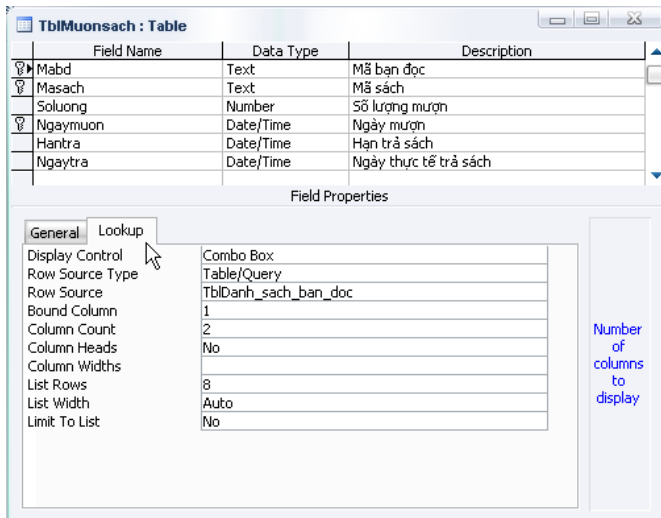 TblMuonsach : Table
Field Name Data Type Description
Mabd Text Mã bạn đọc
Masach Text Mã sách
Soluong Number Số lượng mượn
Ngaymuon Date/Time Ngày mượn
Hantra Date/Time Hạn trả sách
Ngaytra Date/Time Ngày thực tế trả sách
Field Properties
General Lookup
Display Control Combo Box
Row Source Type Table/Query
Row Source TblDanh_sach_ban_doc
Bound Column 1
Column Count 2
Column Heads No
Column Widths
List Rows 8
List Width Auto
Limit To List No
Number
of
columns
to
display